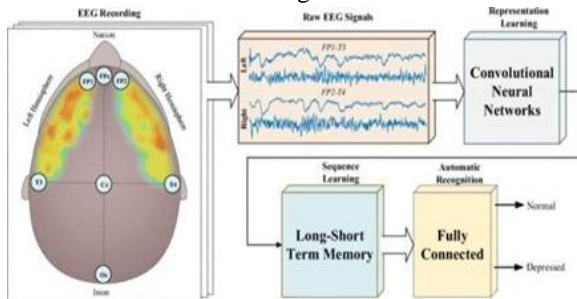 EEG Recording
Nasion
FP1
FPz
FP2
Left Hemisphere
Right Hemisphere
T3
Cz
T4
Oz
Inion
Raw EEG Signals
Left
FP1-T3
Right
FP2-T4
Representation
Learning
Convolutional
Neural
Networks
Sequence
Learning
Long-Short
Term Memory
Automatic
Recognition
Fully
Connected
Normal
Depressed